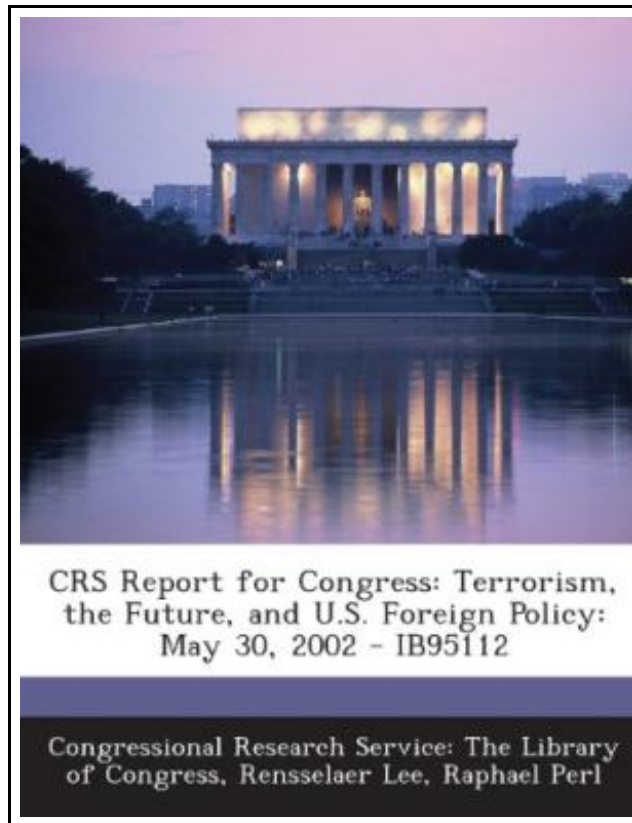 CRS Report for Congress: Terrorism,
the Future, and U.S. Foreign Policy:
May 30, 2002 - IB95112
Congressional Research Service: The Library
of Congress, Rensselaer Lee, Raphael Perl